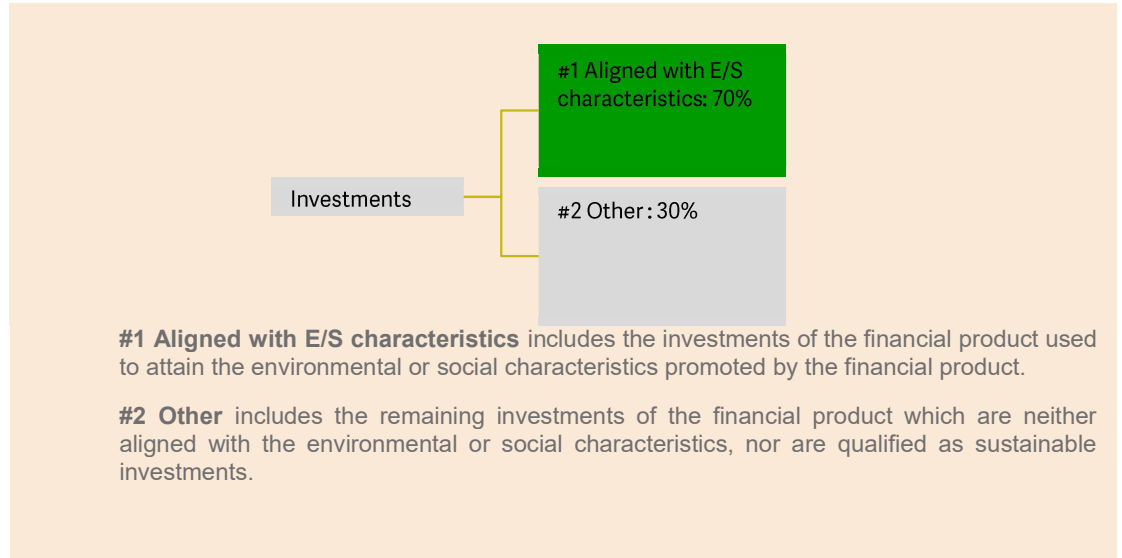 #1 Aligned with E/S
characteristics: 70%
Investments
#2 Other : 30%
#1 Aligned with E/S characteristics includes the investments of the financial product used
to attain the environmental or social characteristics promoted by the financial product.
#2 Other includes the remaining investments of the financial product which are neither
aligned with the environmental or social characteristics, nor are qualified as sustainable
investments.